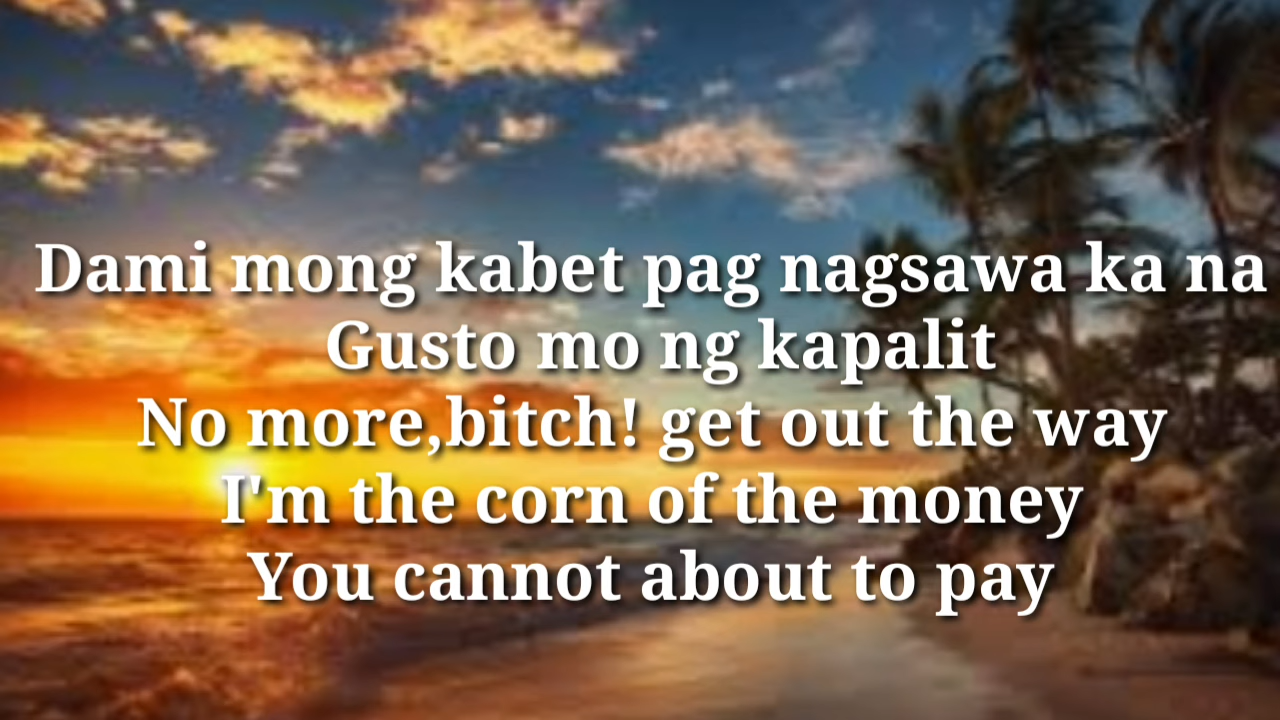 Dami mong kabet pag nagsawa ka na
Gusto mo ng kapalit
No more,bitch! get out the way
I'm the corn of the money
You cannot about to pay